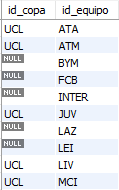 id_copa id_equipo
UCL ATA
UCL ATM
NULL BYM
NULL FCB
NULL INTER
UCL JUV
NULL LAZ
NULL LEI
UCL LIV
UCL MCI